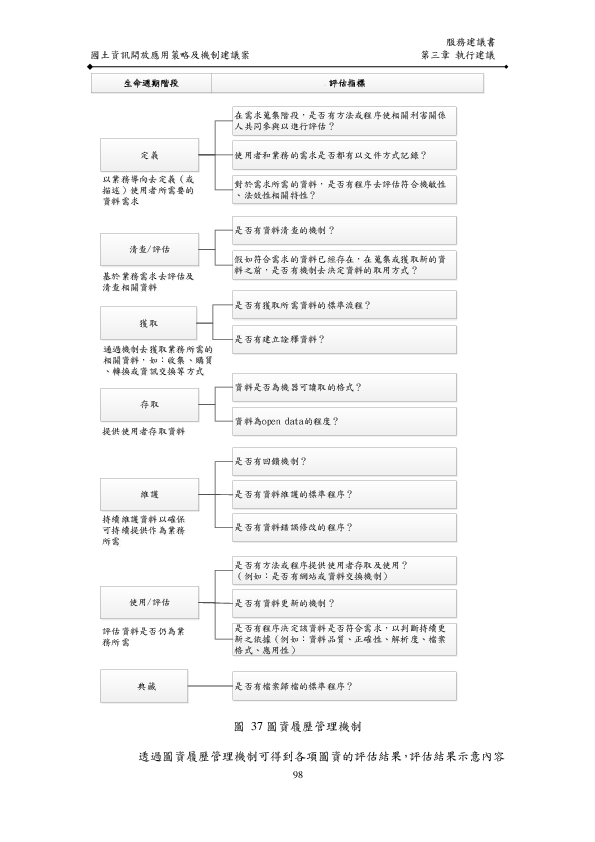 服務建議書
國土資訊開放應用策略及機制建議案
第三章 執行建議
生命週期階段
評估指標
定義
以業務導向去定義（或
描述）使用者所需要的
資料需求
在需求蒐集階段，是否有方法或程序使相關利害關係
人共同參與以進行評估？
使用者和業務的需求是否都有以文件方式記錄？
對於需求所需的資料，是否有程序去評估符合機敏性
、法效性相關特性？
清查/評估
基於業務需求去評估及
清查相關資料
是否有資料清查的機制？
假如符合需求的資料已經存在，在蒐集或獲取新的資
料之前，是否有機制去決定資料的取用方式？
獲取
通過機制去獲取業務所需的
相關資料，如：收集、購買
、轉換或資訊交換等方式
是否有獲取所需資料的標準流程？
是否有建立詮釋資料？
存取
提供使用者存取資料
資料是否為機器可讀取的格式？
資料為open data的程度？
維護
持續維護資料以確保
可持續提供作為業務
所需
是否有回饋機制？
是否有資料維護的標準程序？
是否有資料錯誤修改的程序？
使用/評估
評估資料是否仍為業
務所需
是否有方法或程序提供使用者存取及使用？
（例如：是否有網站或資料交換機制）
是否有資料更新的機制？
是否有程序決定該資料是否符合需求，以判斷持續更
新之依據（例如：資料品質、正確性、解析度、檔案
格式、應用性）
典藏
是否有檔案歸檔的標準程序？
圖 37 圖資履歷管理機制
透過圖資履歷管理機制可得到各項圖資的評估結果，評估結果示意內容
98